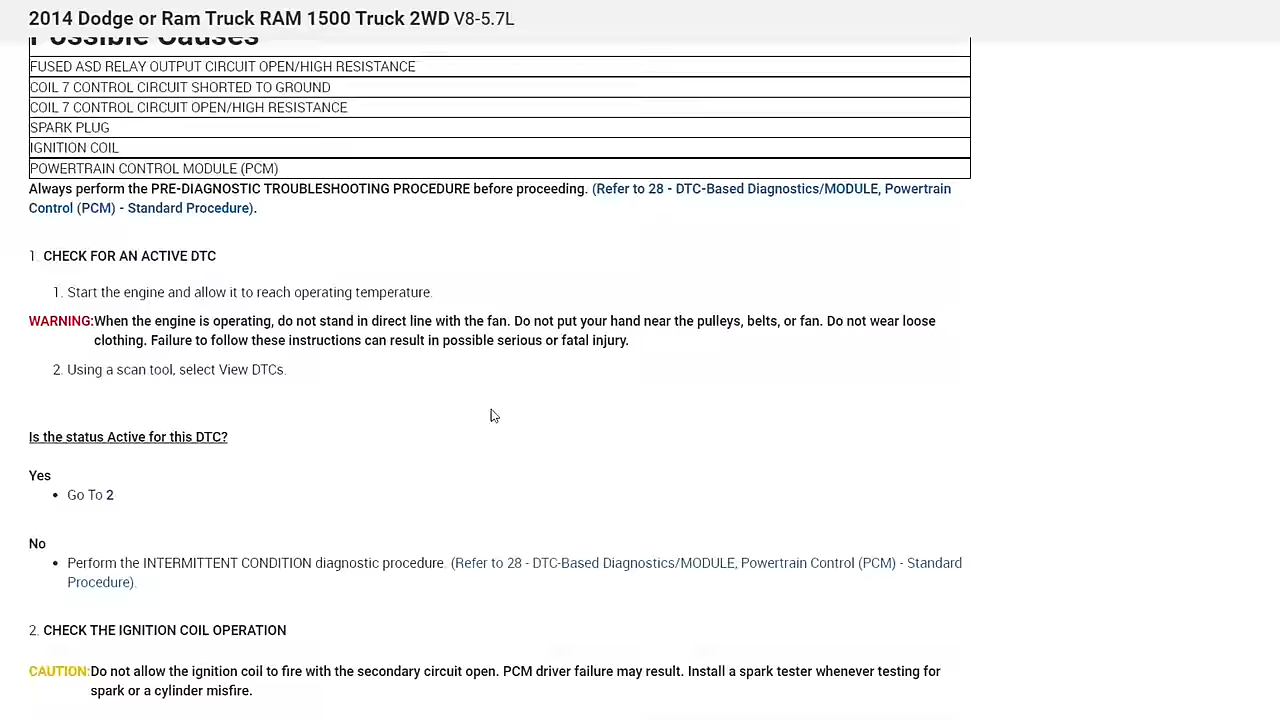 2014 Dodge or Ram Truck RAM 1500 Truck 2WD V8-5.7L
Possible Causes
FUSED ASD RELAY OUTPUT CIRCUIT OPEN/HIGH RESISTANCE
COIL 7 CONTROL CIRCUIT SHORTED TO GROUND
COIL 7 CONTROL CIRCUIT OPEN/HIGH RESISTANCE
SPARK PLUG
IGNITION COIL
POWERTRAIN CONTROL MODULE (PCM)
Always perform the PRE-DIAGNOSTIC TROUBLESHOOTING PROCEDURE before proceeding. (Refer to 28 - DTC-Based Diagnostics/MODULE, Powertrain
Control (PCM) - Standard Procedure).
1. CHECK FOR AN ACTIVE DTC
1. Start the engine and allow it to reach operating temperature.
WARNING:When the engine is operating, do not stand in direct line with the fan. Do not put your hand near the pulleys, belts, or fan. Do not wear loose
clothing. Failure to follow these instructions can result in possible serious or fatal injury.
2. Using a scan tool, select View DTCs.
Is the status Active for this DTC?
Yes
• Go To 2
No
• Perform the INTERMITTENT CONDITION diagnostic procedure. (Refer to 28 - DTC-Based Diagnostics/MODULE, Powertrain Control (PCM) - Standard
Procedure).
2. CHECK THE IGNITION COIL OPERATION
CAUTION:Do not allow the ignition coil to fire with the secondary circuit open. PCM driver failure may result. Install a spark tester whenever testing for
spark or a cylinder misfire.